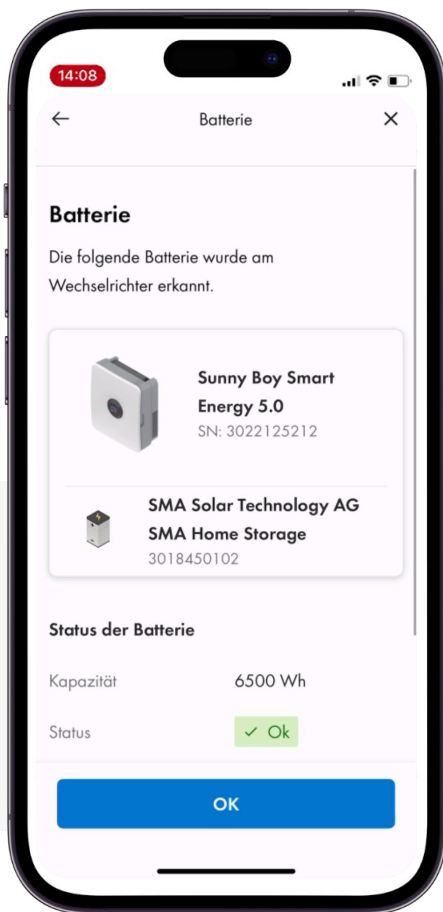 14:08
Batterie
Batterie
Die folgende Batterie wurde am
Wechselrichter erkannt.
Sunny Boy Smart
Energy 5.0
SN: 3022125212
SMA Solar Technology AG
SMA Home Storage
3018450102
Status der Batterie
Kapazität 6500 Wh
Status Ok
OK